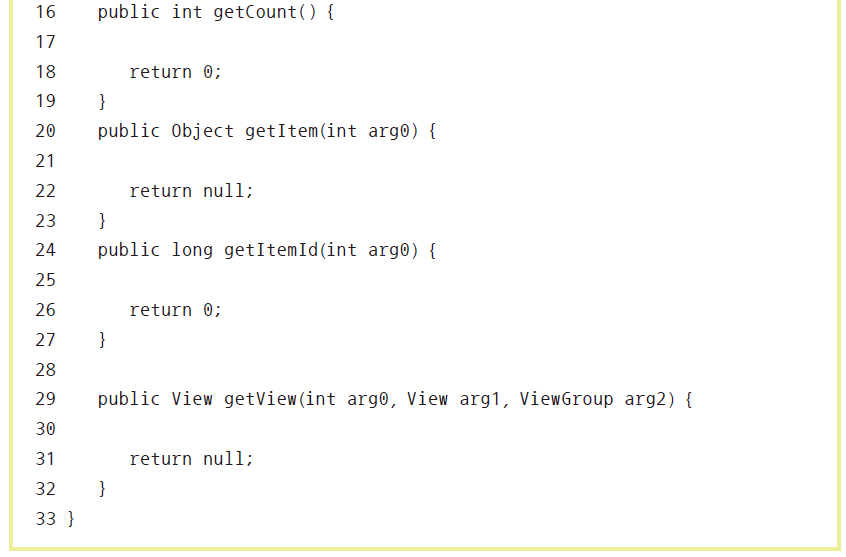 16    public int getCount() {
17
18       return 0;
19    }
20    public Object getItem(int arg0) {
21
22       return null;
23    }
24    public long getItemId(int arg0) {
25
26       return 0;
27    }
28
29    public View getView(int arg0, View arg1, ViewGroup arg2) {
30
31       return null;
32    }
33 }